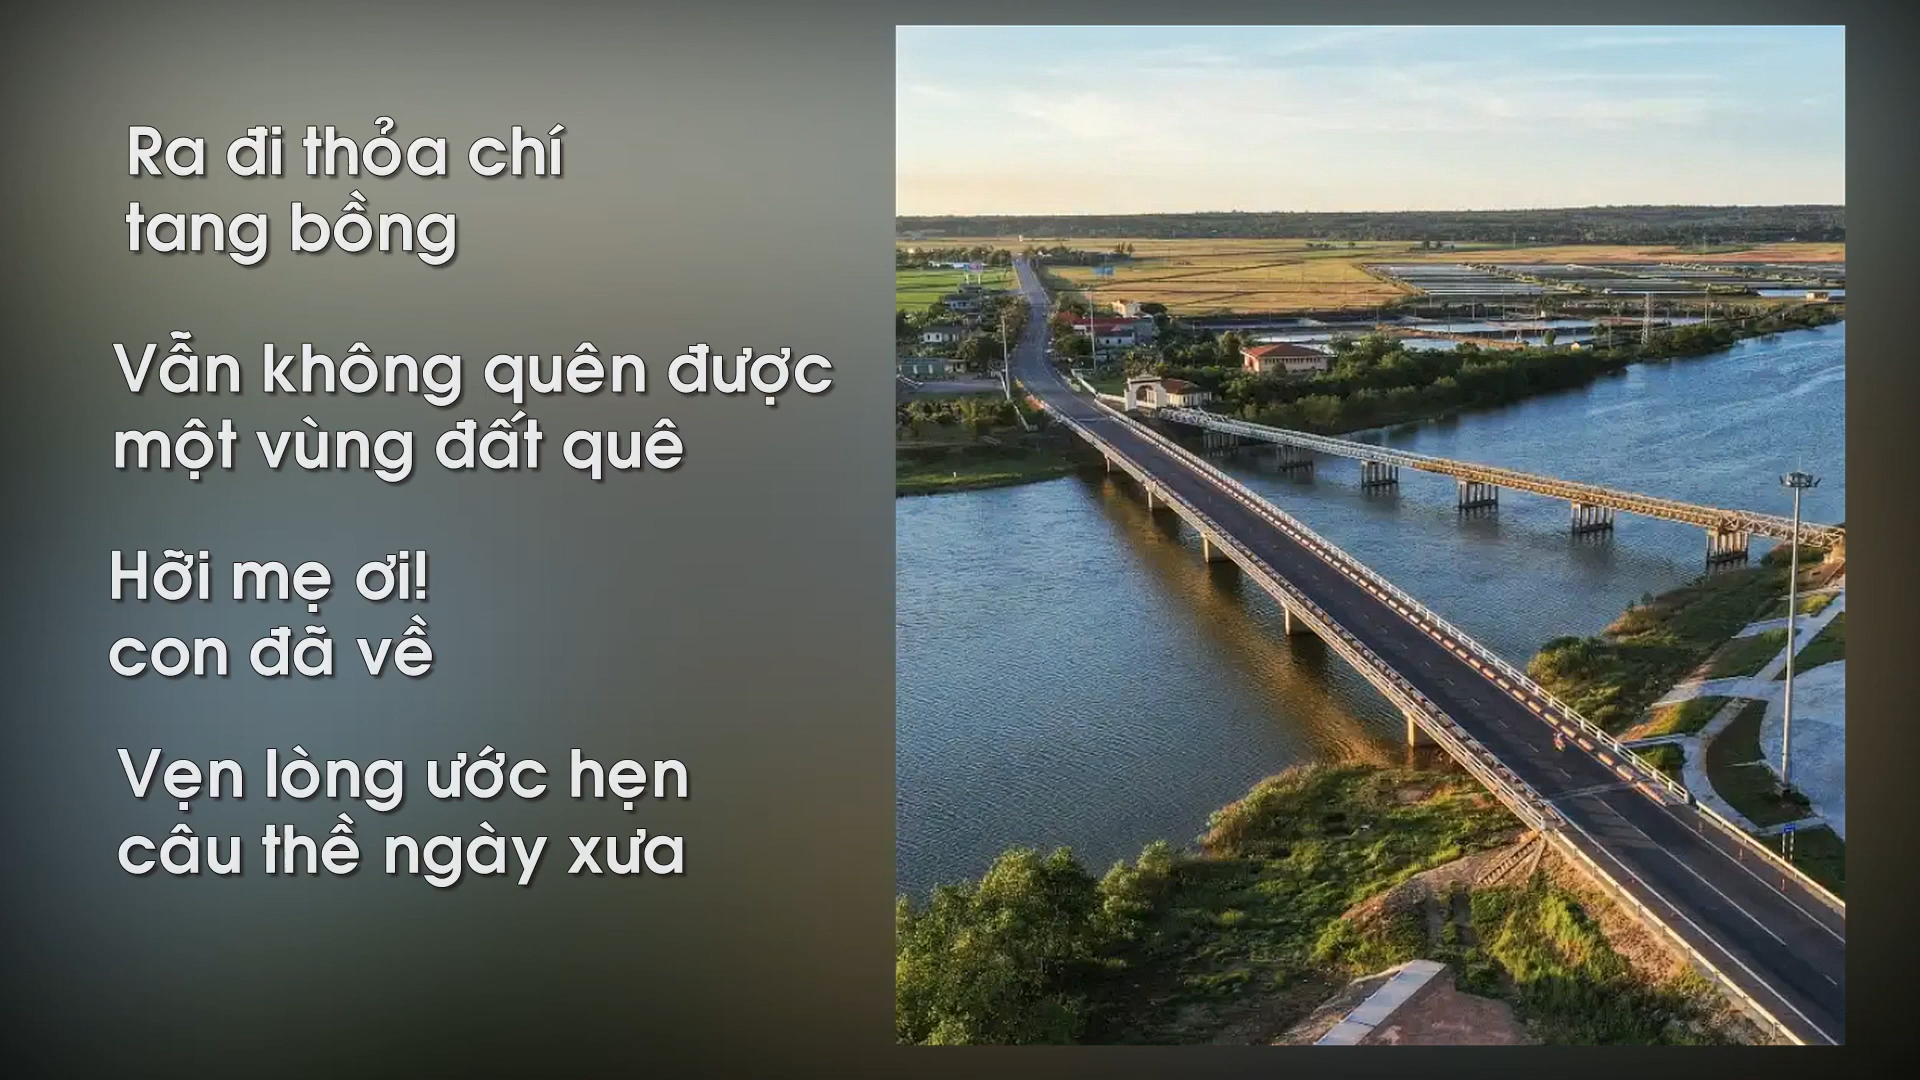 Ra đi thỏa chí
tang bồng
Vẫn không quên được
một vùng đất quê
Hỡi mẹ ơi!
con đã về
Vẹn lòng ước hẹn
câu thề ngày xưa